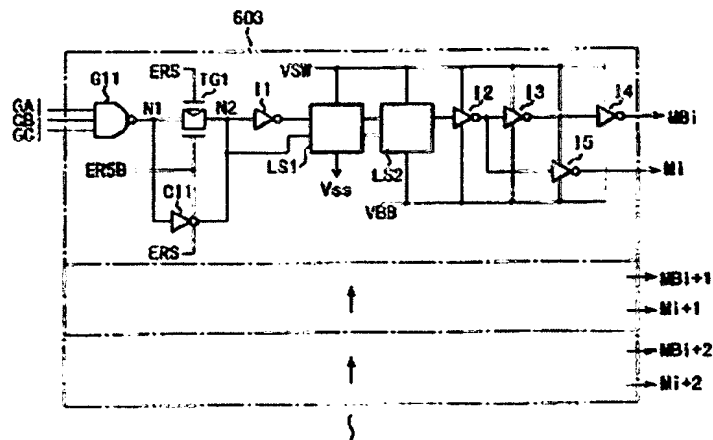 603
G11
ERS
TG1
VSW
GA
GB
GC
N1
N2
I1
I2
I3
I4
MBi
I5
Mi
ERSB
LS1
LS2
Vss
VBB
CI1
ERS
MBi+1
Mi+1
MBi+2
Mi+2